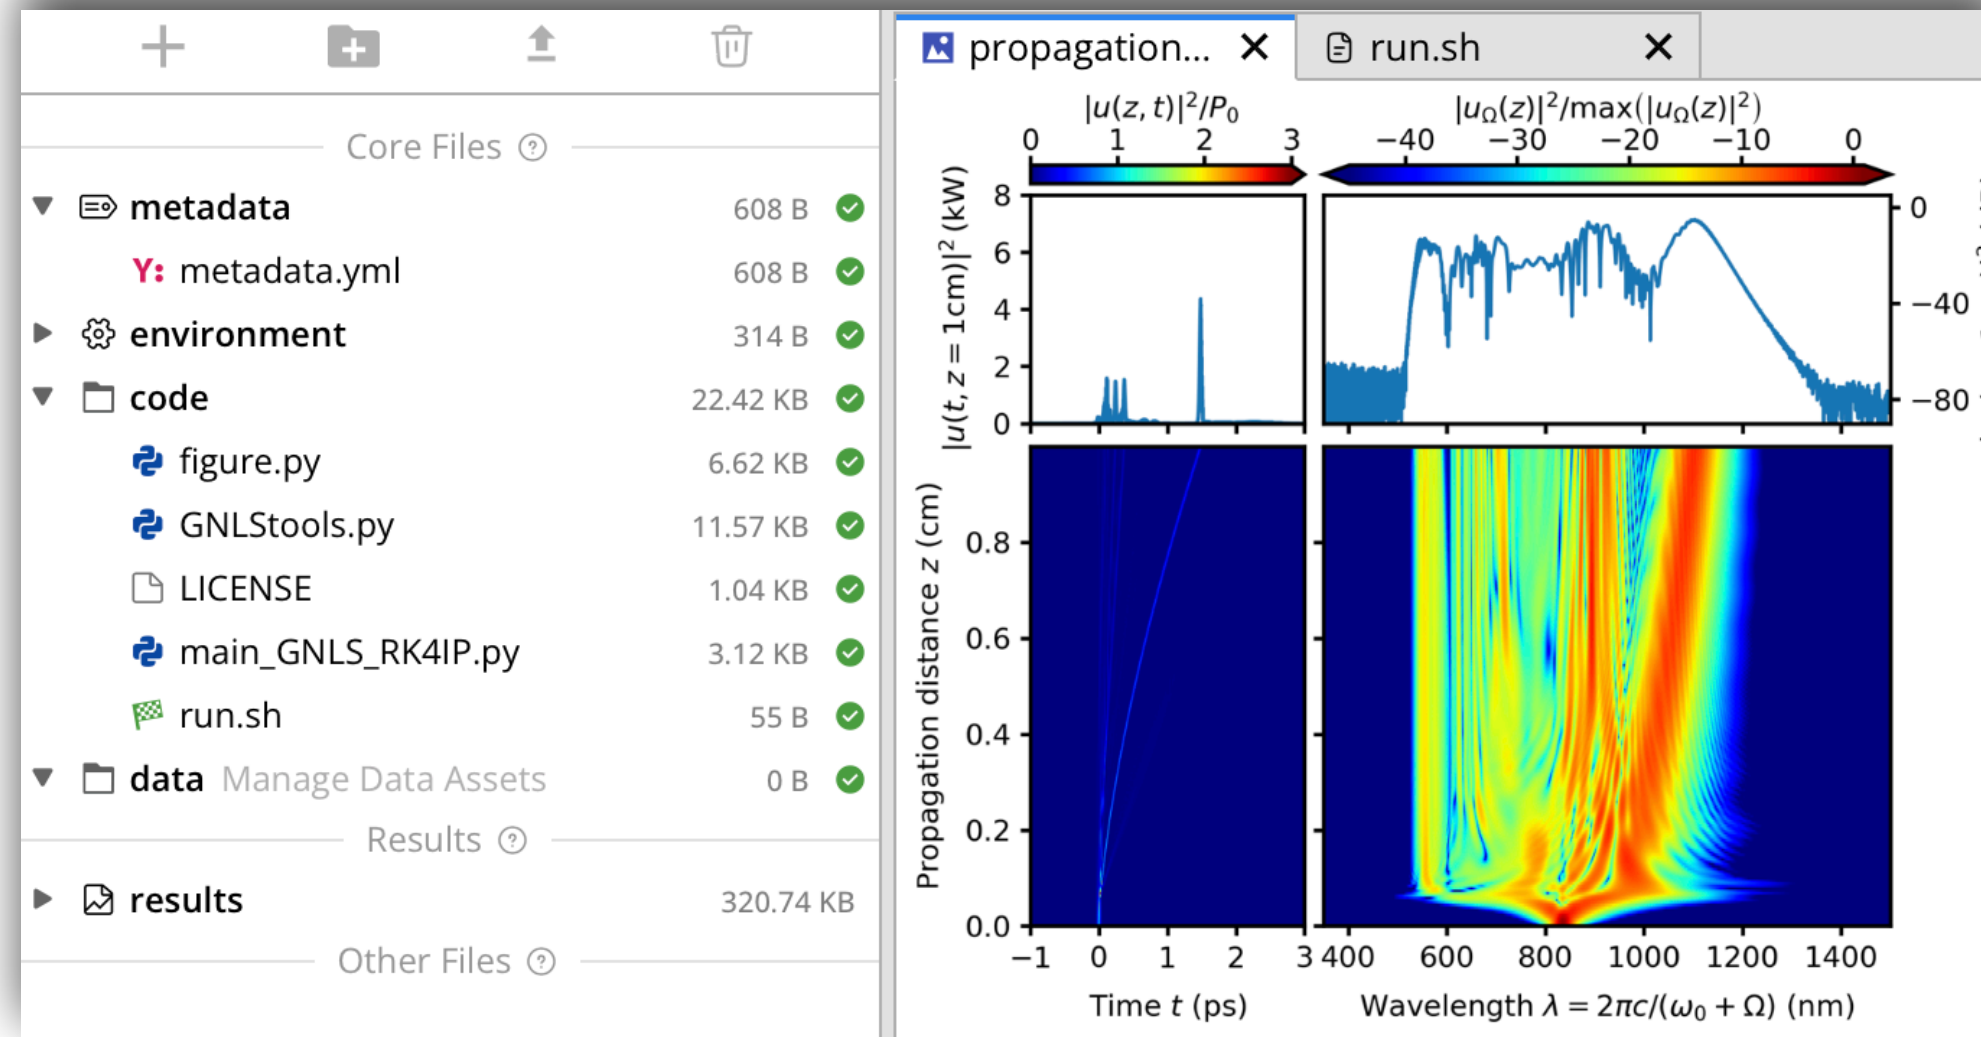 Core Files ?
metadata 608 B
Y: metadata.yml 608 B
environment 314 B
code 22.42 KB
figure.py 6.62 KB
GNLStools.py 11.57 KB
LICENSE 1.04 KB
main_GNLS_RK4IP.py 3.12 KB
run.sh 55 B
data Manage Data Assets 0 B
Results ?
results 320.74 KB
Other Files ?
propagation...
run.sh
|u(z, t)|²/P₀
0 1 2 3
|u_Ω(z)|²/max(|u_Ω(z)|²)
−40 −30 −20 −10 0
|u(t, z = 1cm)|² (kW)
8
6
4
2
0
0
−40
−80
Propagation distance z (cm)
0.8
0.6
0.4
0.2
0.0
−1 0 1 2 3
Time t (ps)
400 600 800 1000 1200 1400
Wavelength λ = 2πc/(ω₀ + Ω) (nm)